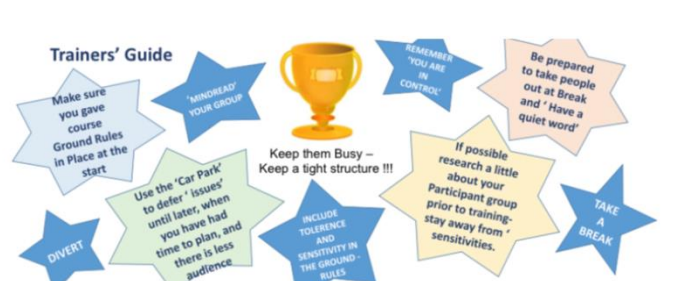 Trainers' Guide
Make sure
you gave
course
Ground Rules
in Place at the
start
'MINDREAD'
YOUR GROUP
REMEMBER
'YOU ARE
IN
CONTROL'
Be prepared
to take people
out at Break
and ' Have a
quiet word'
Keep them Busy –
Keep a tight structure !!!
Use the 'Car Park'
to defer ' issues'
until later, when
you have had
time to plan, and
there is less
audience
If possible
research a little
about your
Participant group
prior to training-
stay away from '
sensitivities.
DIVERT
INCLUDE
TOLERENCE
AND
SENSITIVITY IN
THE GROUND -
RULES
TAKE
A
BREAK